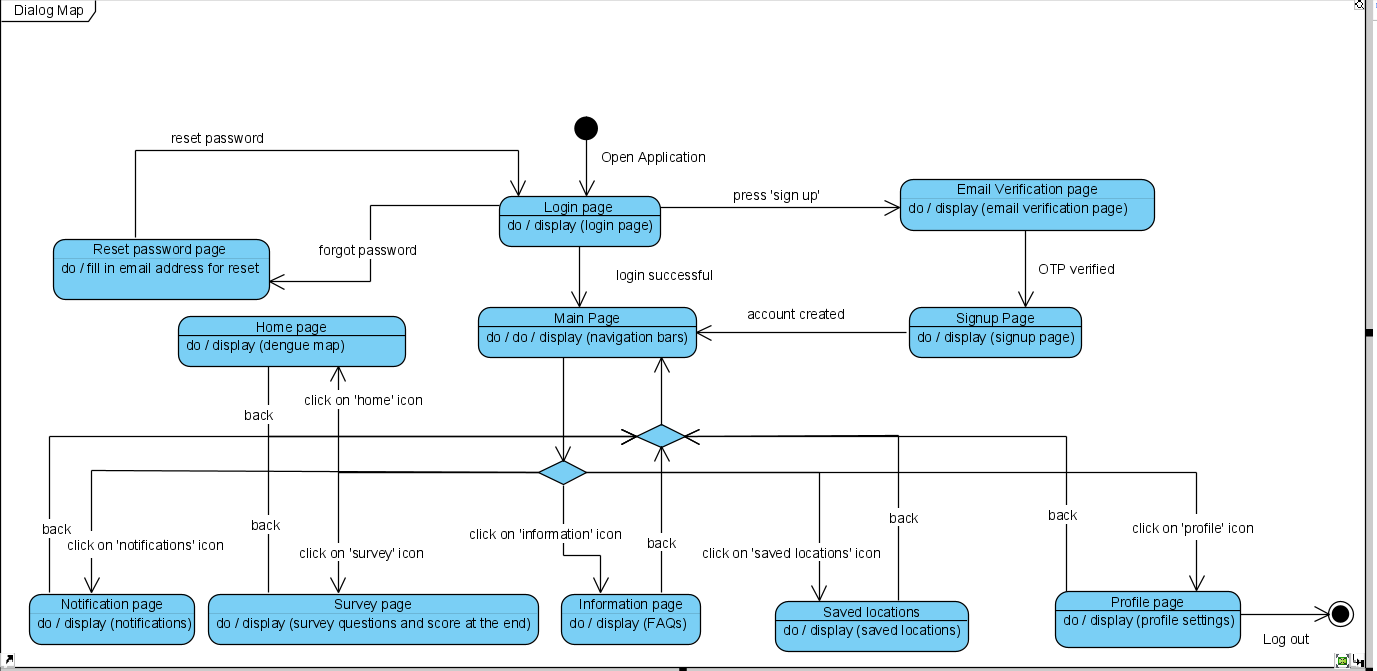 Dialog Map
reset password
Open Application
press 'sign up'
Email Verification page
do / display (email verification page)
Login page
do / display (login page)
Reset password page
do / fill in email address for reset
forgot password
login successful
OTP verified
Home page
do / display (dengue map)
Main Page
do / do / display (navigation bars)
account created
Signup Page
do / display (signup page)
back
click on 'home' icon
back
click on 'notifications' icon
back
click on 'survey' icon
click on 'information' icon
back
click on 'saved locations' icon
back
back
click on 'profile' icon
Notification page
do / display (notifications)
Survey page
do / display (survey questions and score at the end)
Information page
do / display (FAQs)
Saved locations
do / display (saved locations)
Profile page
do / display (profile settings)
Log out